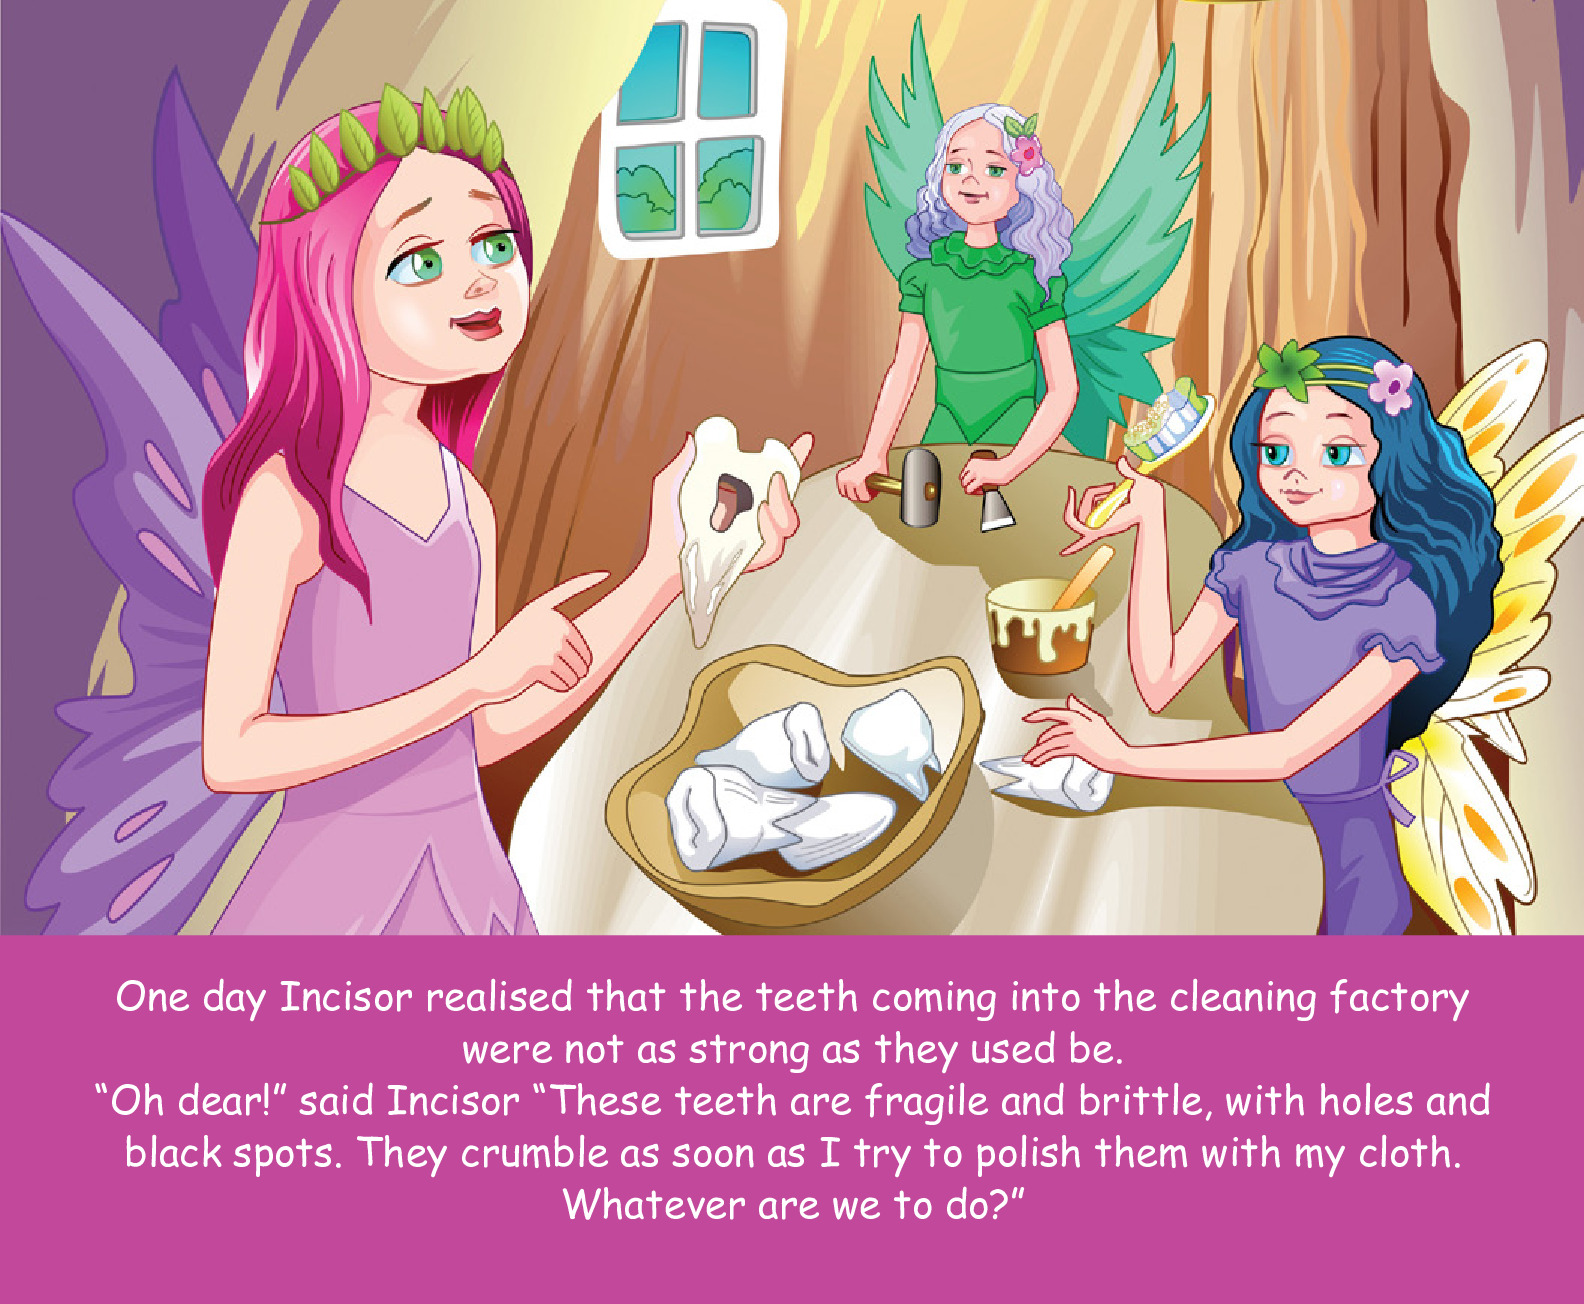 One day Incisor realised that the teeth coming into the cleaning factory
were not as strong as they used be.
“Oh dear!” said Incisor “These teeth are fragile and brittle, with holes and
black spots. They crumble as soon as I try to polish them with my cloth.
Whatever are we to do?”